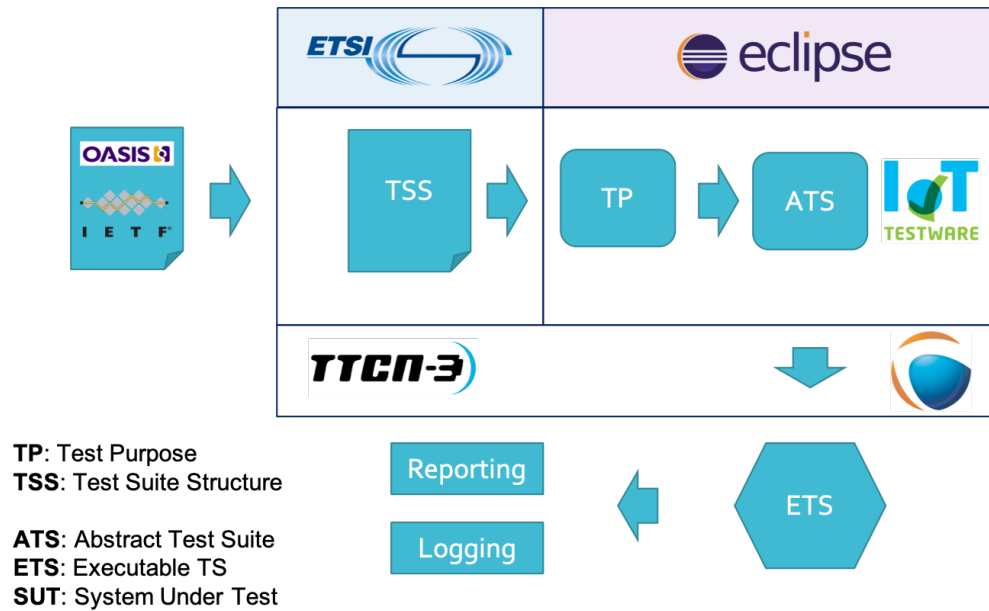 ETSI
eclipse
OASIS
I E T F®
TSS
TP
ATS
IoT
TESTWARE
TTCN-3
TP: Test Purpose
TSS: Test Suite Structure
ATS: Abstract Test Suite
ETS: Executable TS
SUT: System Under Test
Reporting
Logging
ETS